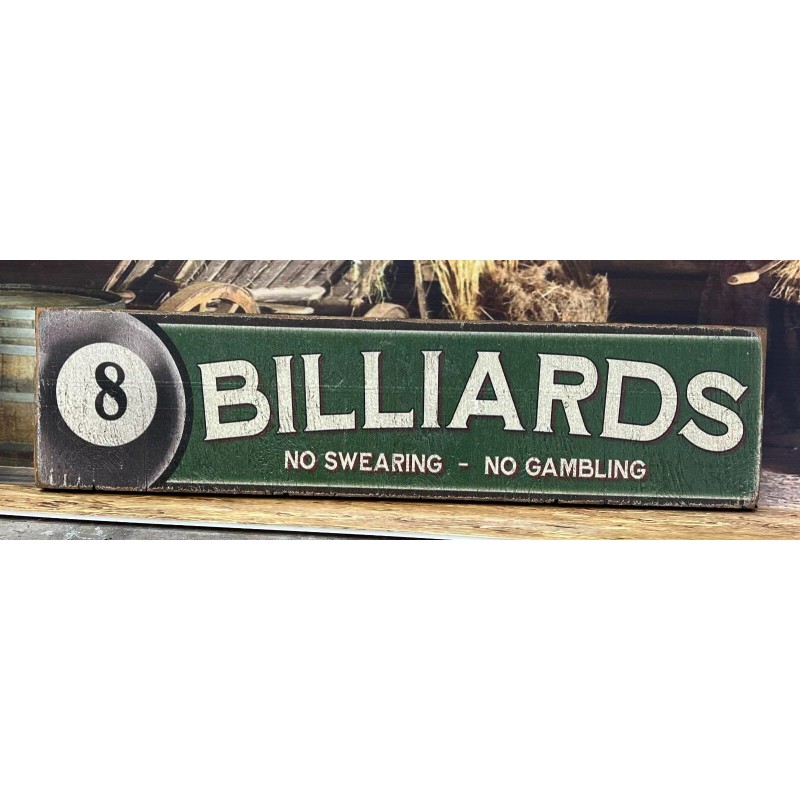 8
BILLIARDS
NO SWEARING - NO GAMBLING